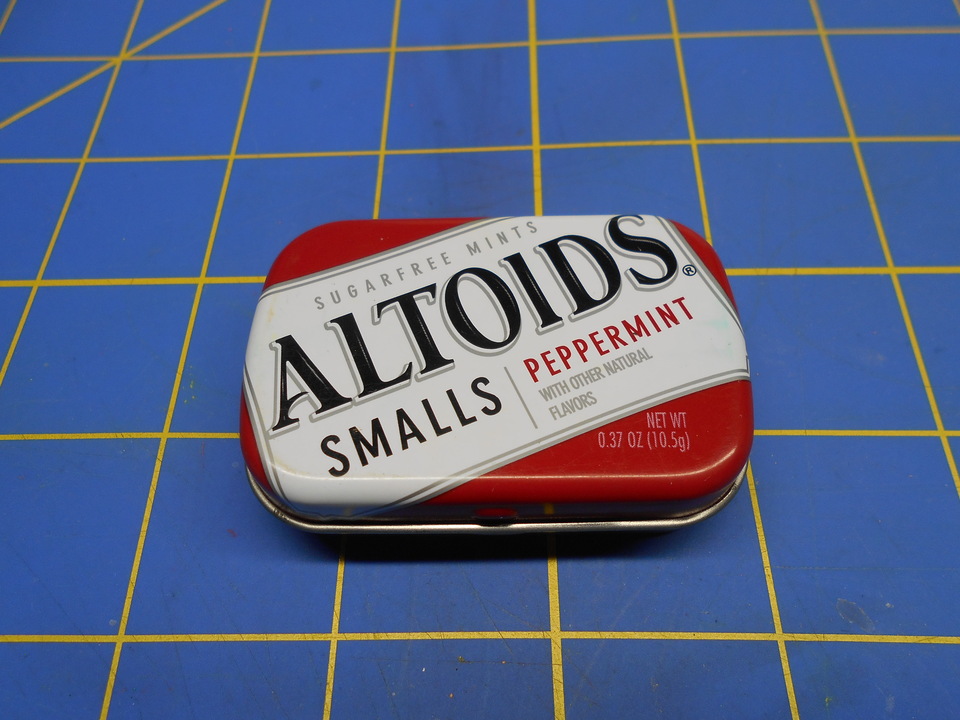 SUGARFREE MINTS
ALTOIDS®
SMALLS
PEPPERMINT
WITH OTHER NATURAL
FLAVORS
NET WT
0.37 OZ (10.5g)